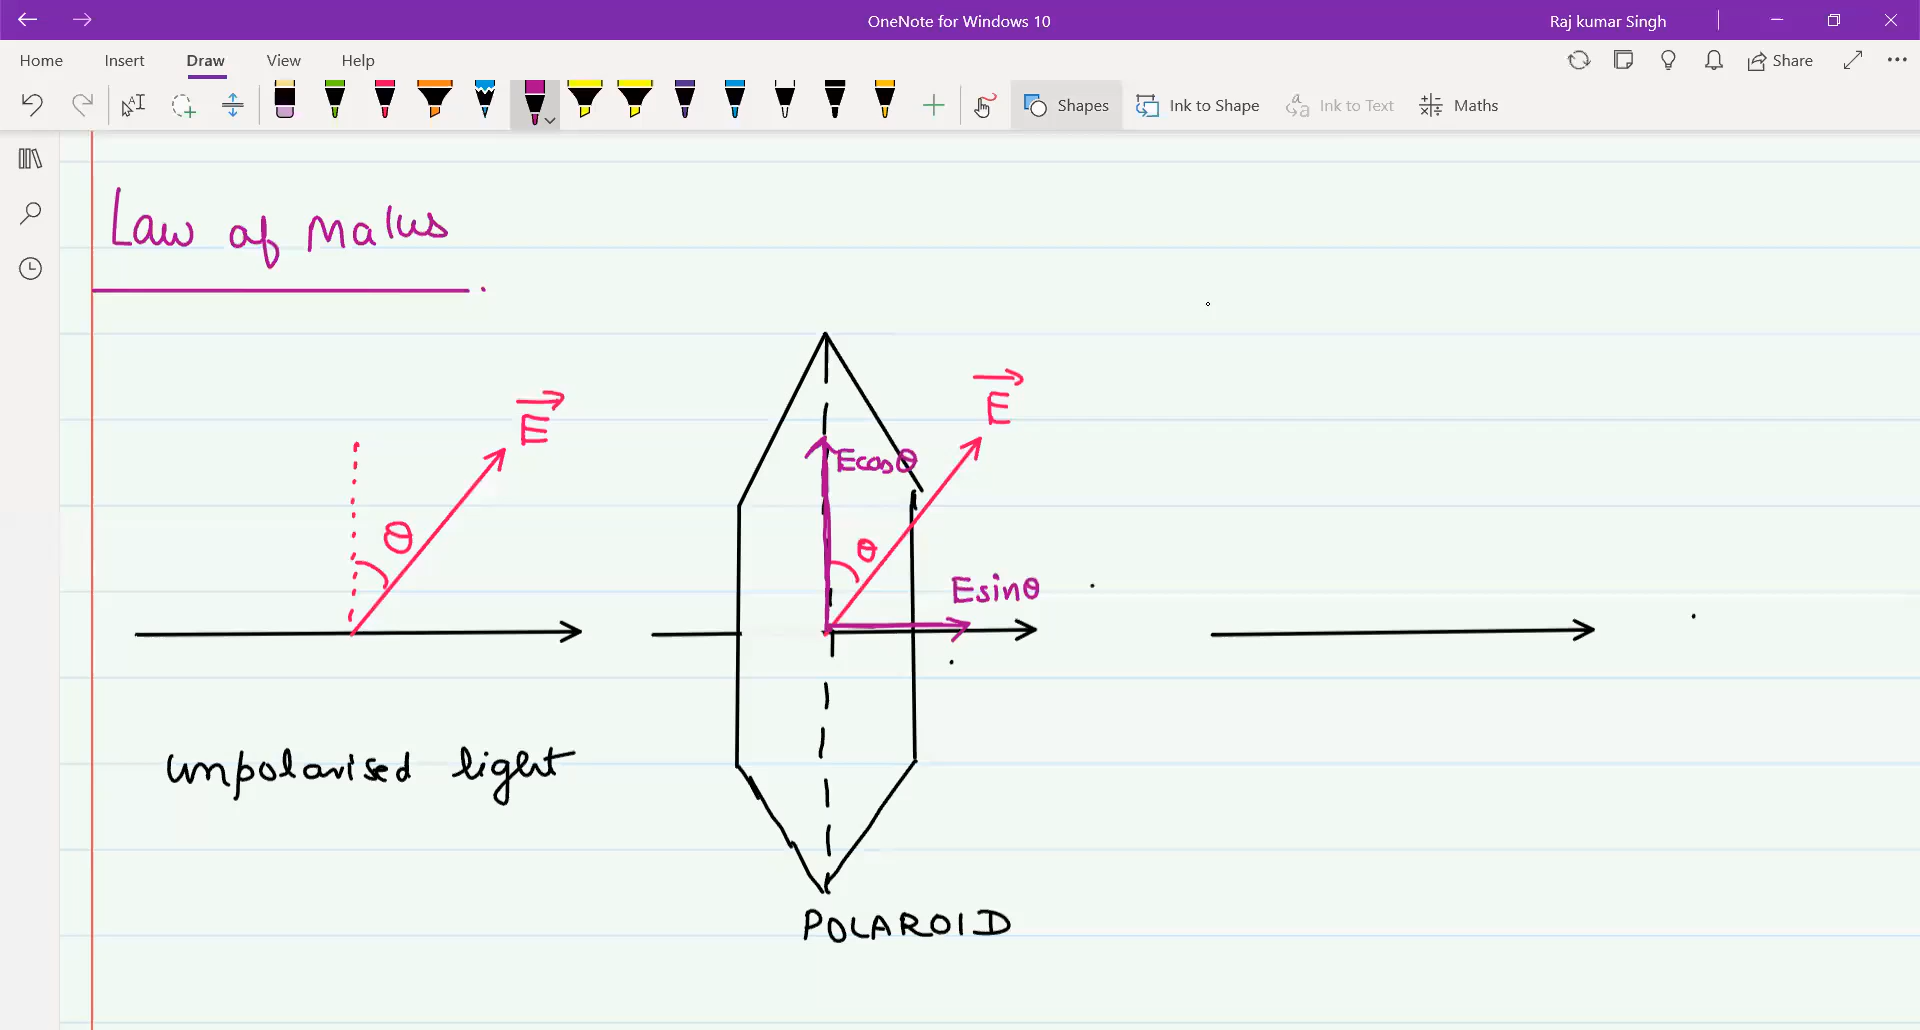 OneNote for Windows 10
Raj kumar Singh
Home Insert Draw View Help
Share
Shapes
Ink to Shape
Ink to Text
Maths
Law of Malus
E
E
Ecosθ
θ
θ
Esinθ
unpolarised light
POLAROID